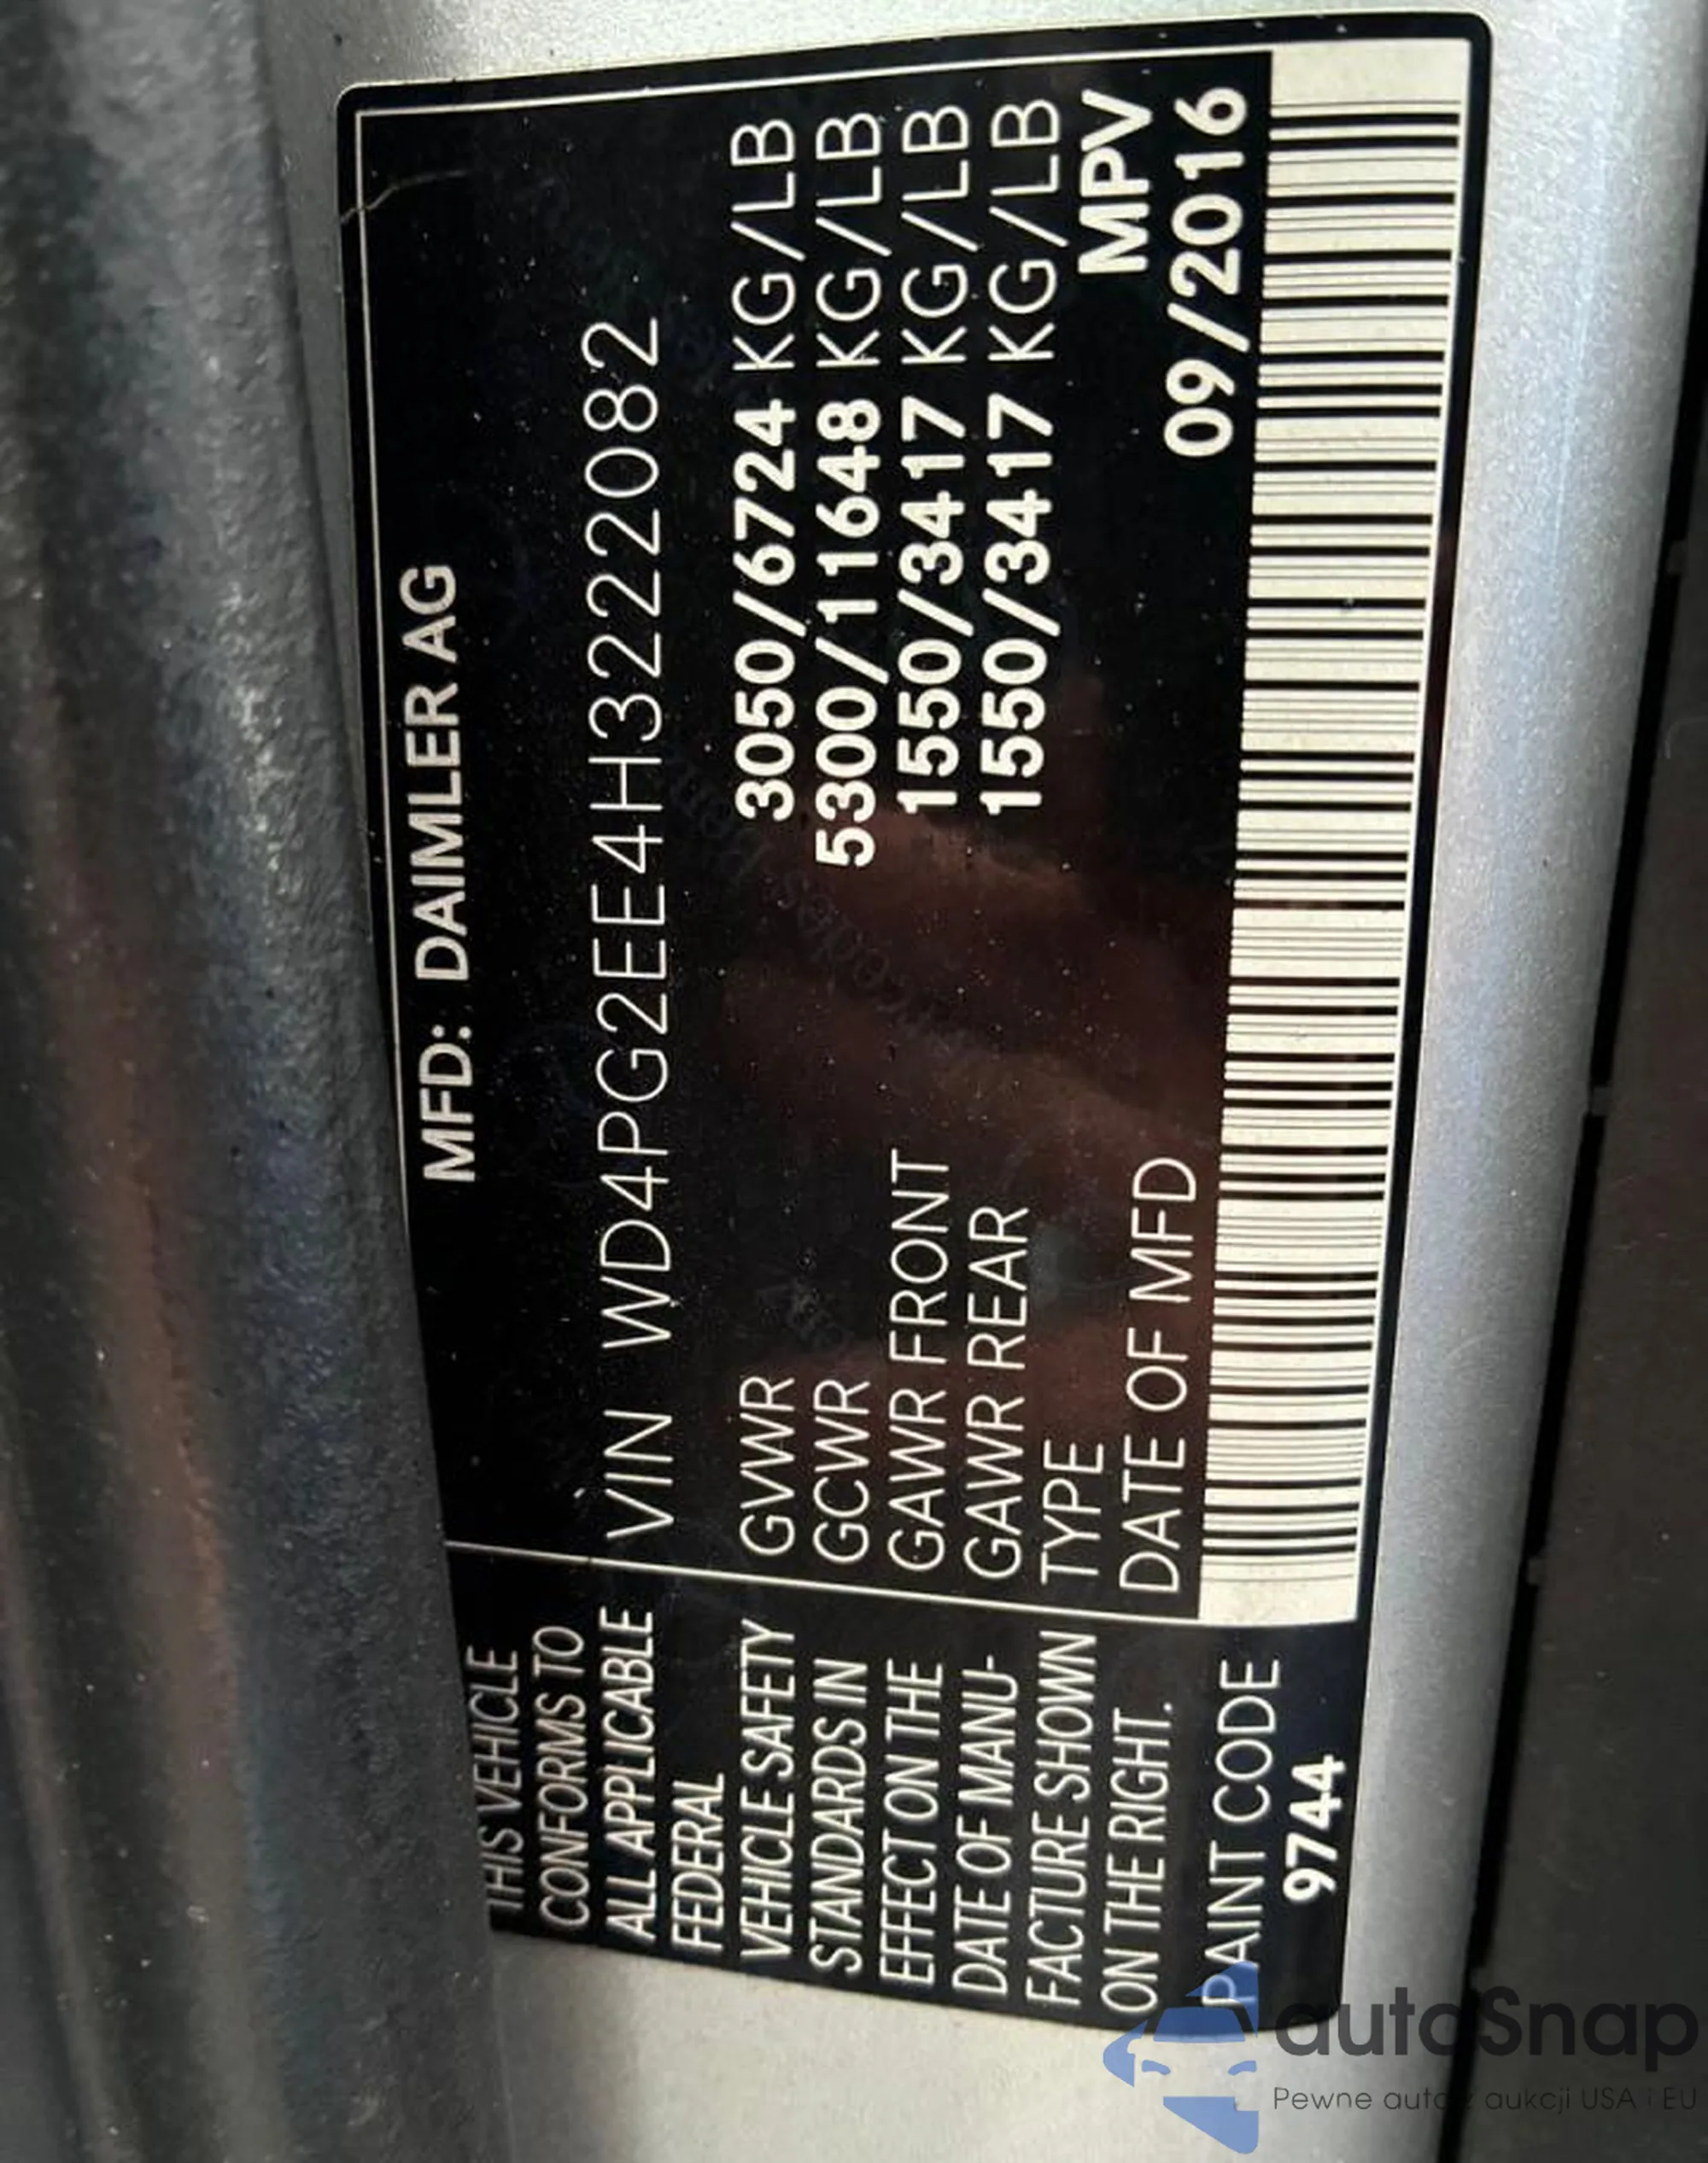 MFD: DAIMLER AG
VIN WD4PG2EE4H3222082
GVWR 3050/6724 KG/LB
GCWR 5300/11648 KG/LB
GAWR FRONT 1550/3417 KG/LB
GAWR REAR 1550/3417 KG/LB
TYPE MPV
DATE OF MFD 09/2016
THIS VEHICLE
CONFORMS TO
ALL APPLICABLE
FEDERAL
VEHICLE SAFETY
STANDARDS IN
EFFECT ON THE
DATE OF MANU-
FACTURE SHOWN
ON THE RIGHT.
PAINT CODE
9744
autoSnap
Pewne auto z aukcji USA i EU